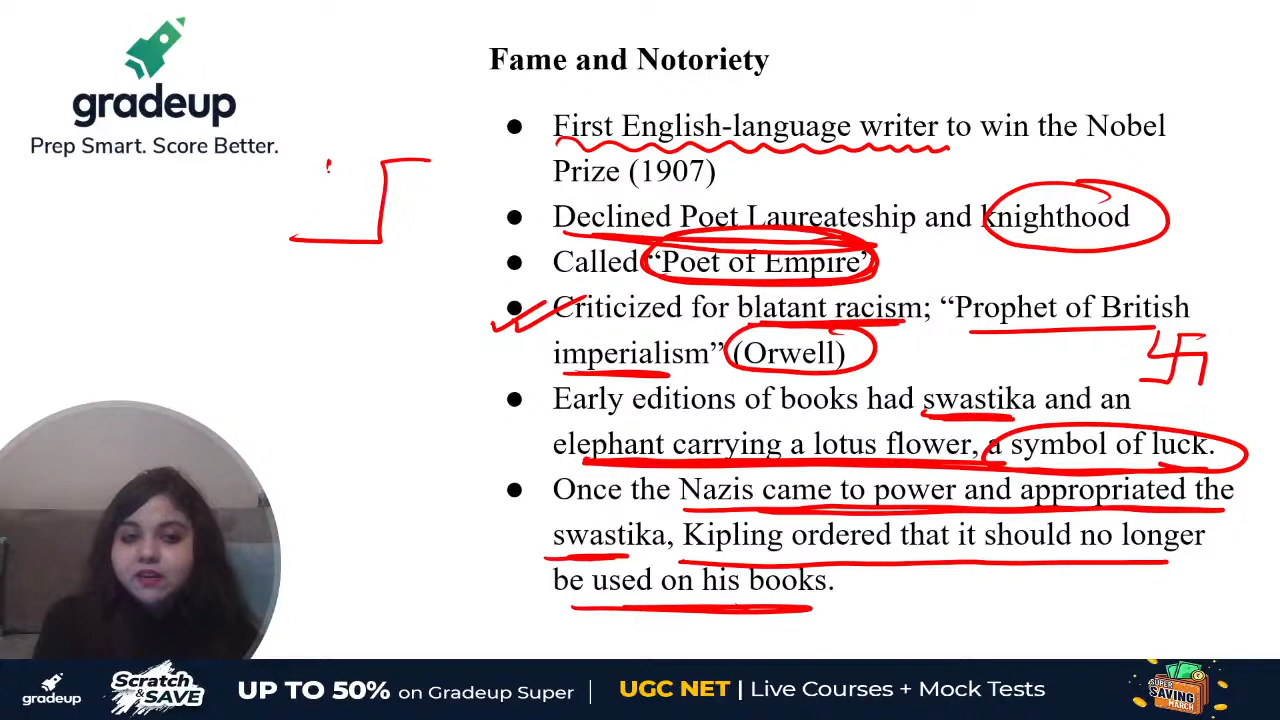 gradeup
Prep Smart. Score Better.
Fame and Notoriety
● First English-language writer to win the Nobel
Prize (1907)
● Declined Poet Laureateship and knighthood
● Called “Poet of Empire”
● Criticized for blatant racism; “Prophet of British
imperialism” (Orwell)
● Early editions of books had swastika and an
elephant carrying a lotus flower, a symbol of luck.
● Once the Nazis came to power and appropriated the
swastika, Kipling ordered that it should no longer
be used on his books.
gradeup
Scratch & SAVE
UP TO 50% on Gradeup Super | UGC NET | Live Courses + Mock Tests
SUPER SAVING MARCH